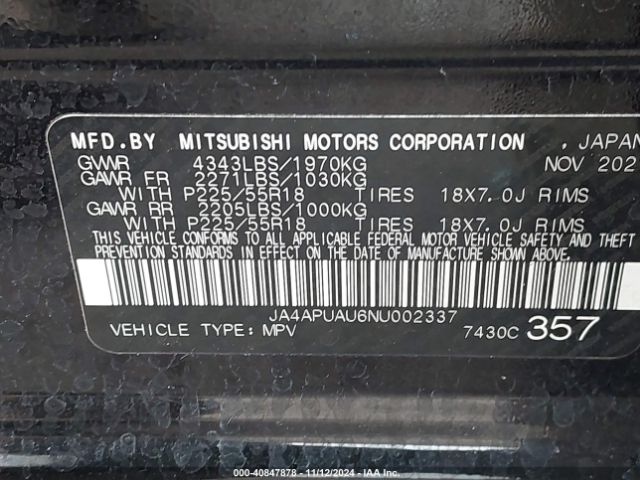 MFD.BY MITSUBISHI MOTORS CORPORATION , JAPAN
GVWR 4343LBS/1970KG NOV 202
GAWR FR 2271LBS/1030KG
WITH P225/55R18 TIRES 18X7.0J RIMS
GAWR RR 2205LBS/1000KG
WITH P225/55R18 TIRES 18X7.0J RIMS
THIS VEHICLE CONFORMS TO ALL APPLICABLE FEDERAL MOTOR VEHICLE SAFETY AND THEFT
PREVENTION STANDARDS IN EFFECT ON THE DATE OF MANUFACTURE SHOWN ABOVE.
JA4APUAU6NU002337
VEHICLE TYPE: MPV 7430C 357
000-40847878 - 11/12/2024 - IAA Inc.